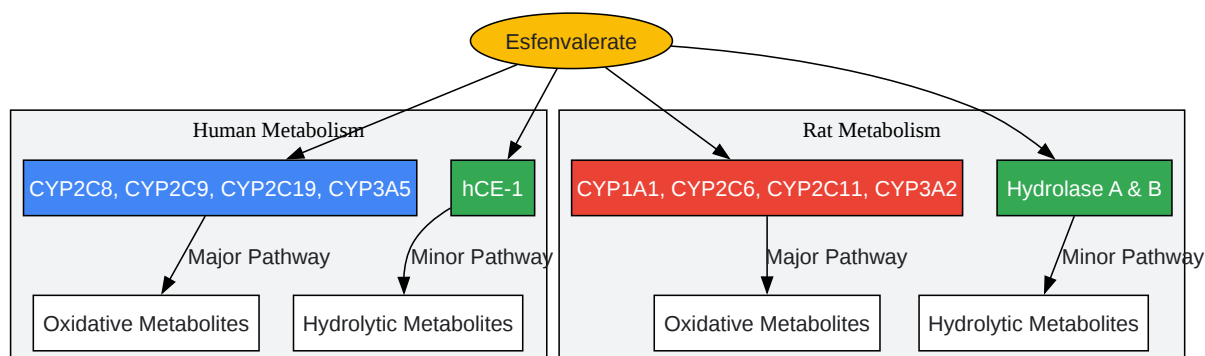 Esfenvalerate
Human Metabolism
Rat Metabolism
CYP2C8, CYP2C9, CYP2C19, CYP3A5
hCE-1
CYP1A1, CYP2C6, CYP2C11, CYP3A2
Hydrolase A & B
Major Pathway
Minor Pathway
Major Pathway
Minor Pathway
Oxidative Metabolites
Hydrolytic Metabolites
Oxidative Metabolites
Hydrolytic Metabolites